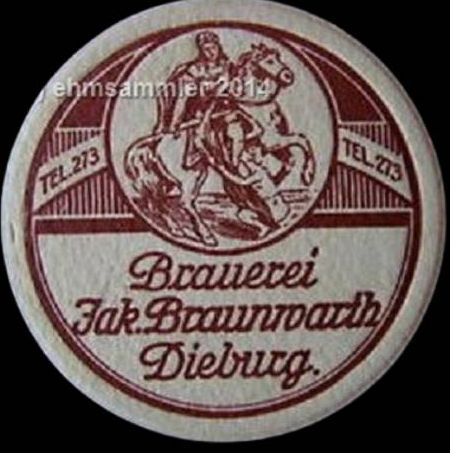 ehmsammler 2014
TEL.273
TEL.273
Brauerei
Jak.Braunwarth
Dieburg.